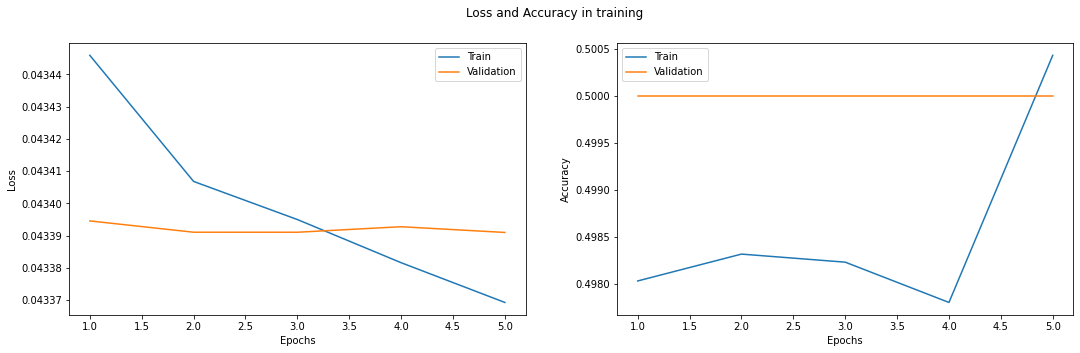 Loss and Accuracy in training
Train
Validation
0.04344
0.04343
0.04342
0.04341
0.04340
0.04339
0.04338
0.04337
Loss
1.0 1.5 2.0 2.5 3.0 3.5 4.0 4.5 5.0
Epochs
Train
Validation
0.5005
0.5000
0.4995
0.4990
0.4985
0.4980
Accuracy
1.0 1.5 2.0 2.5 3.0 3.5 4.0 4.5 5.0
Epochs